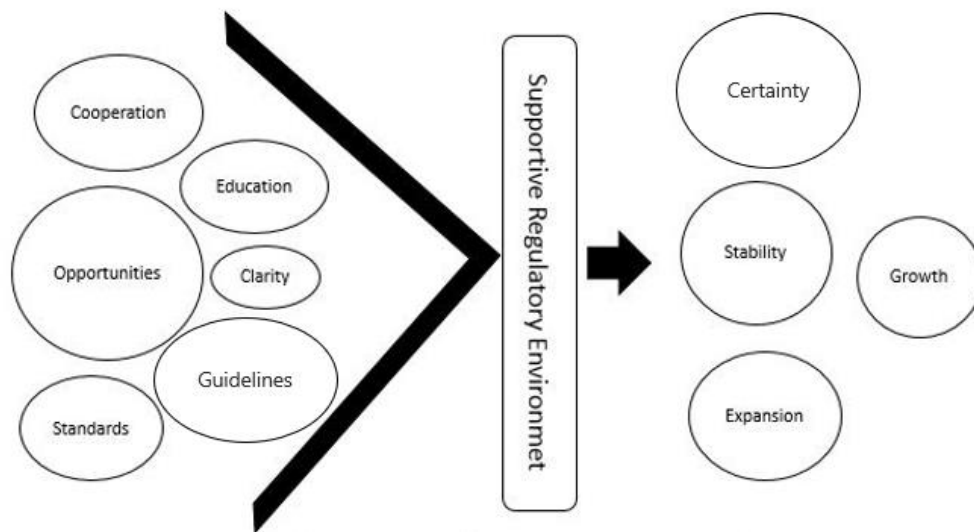 Cooperation
Education
Opportunities
Clarity
Guidelines
Standards
Supportive Regulatory Environmet
Certainty
Stability
Growth
Expansion